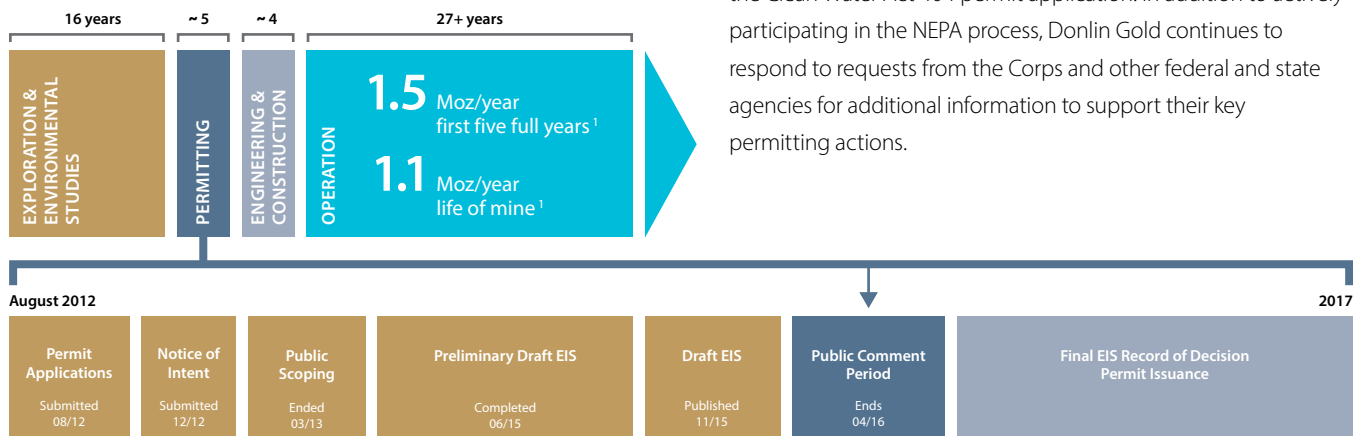 16 years
~ 5
~ 4
27+ years
EXPLORATION &
ENVIRONMENTAL
STUDIES
PERMITTING
ENGINEERING &
CONSTRUCTION
OPERATION
1.5 Moz/year
first five full years 1
1.1 Moz/year
life of mine 1
participating in the NEPA process, Donlin Gold continues to
respond to requests from the Corps and other federal and state
agencies for additional information to support their key
permitting actions.
August 2012
2017
Permit
Applications
Submitted
08/12
Notice of
Intent
Submitted
12/12
Public
Scoping
Ended
03/13
Preliminary Draft EIS
Completed
06/15
Draft EIS
Published
11/15
Public Comment
Period
Ends
04/16
Final EIS Record of Decision
Permit Issuance